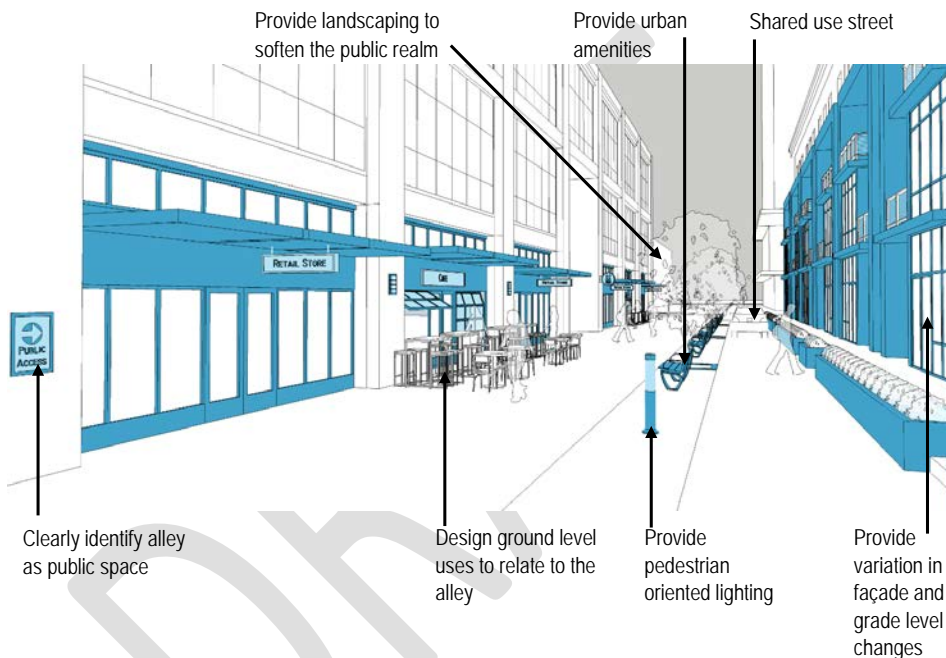 Provide landscaping to
soften the public realm
Provide urban
amenities
Shared use street
RETAIL STORE
PUBLIC
ACCESS
Clearly identify alley
as public space
Design ground level
uses to relate to the
alley
Provide
pedestrian
oriented lighting
Provide
variation in
façade and
grade level
changes